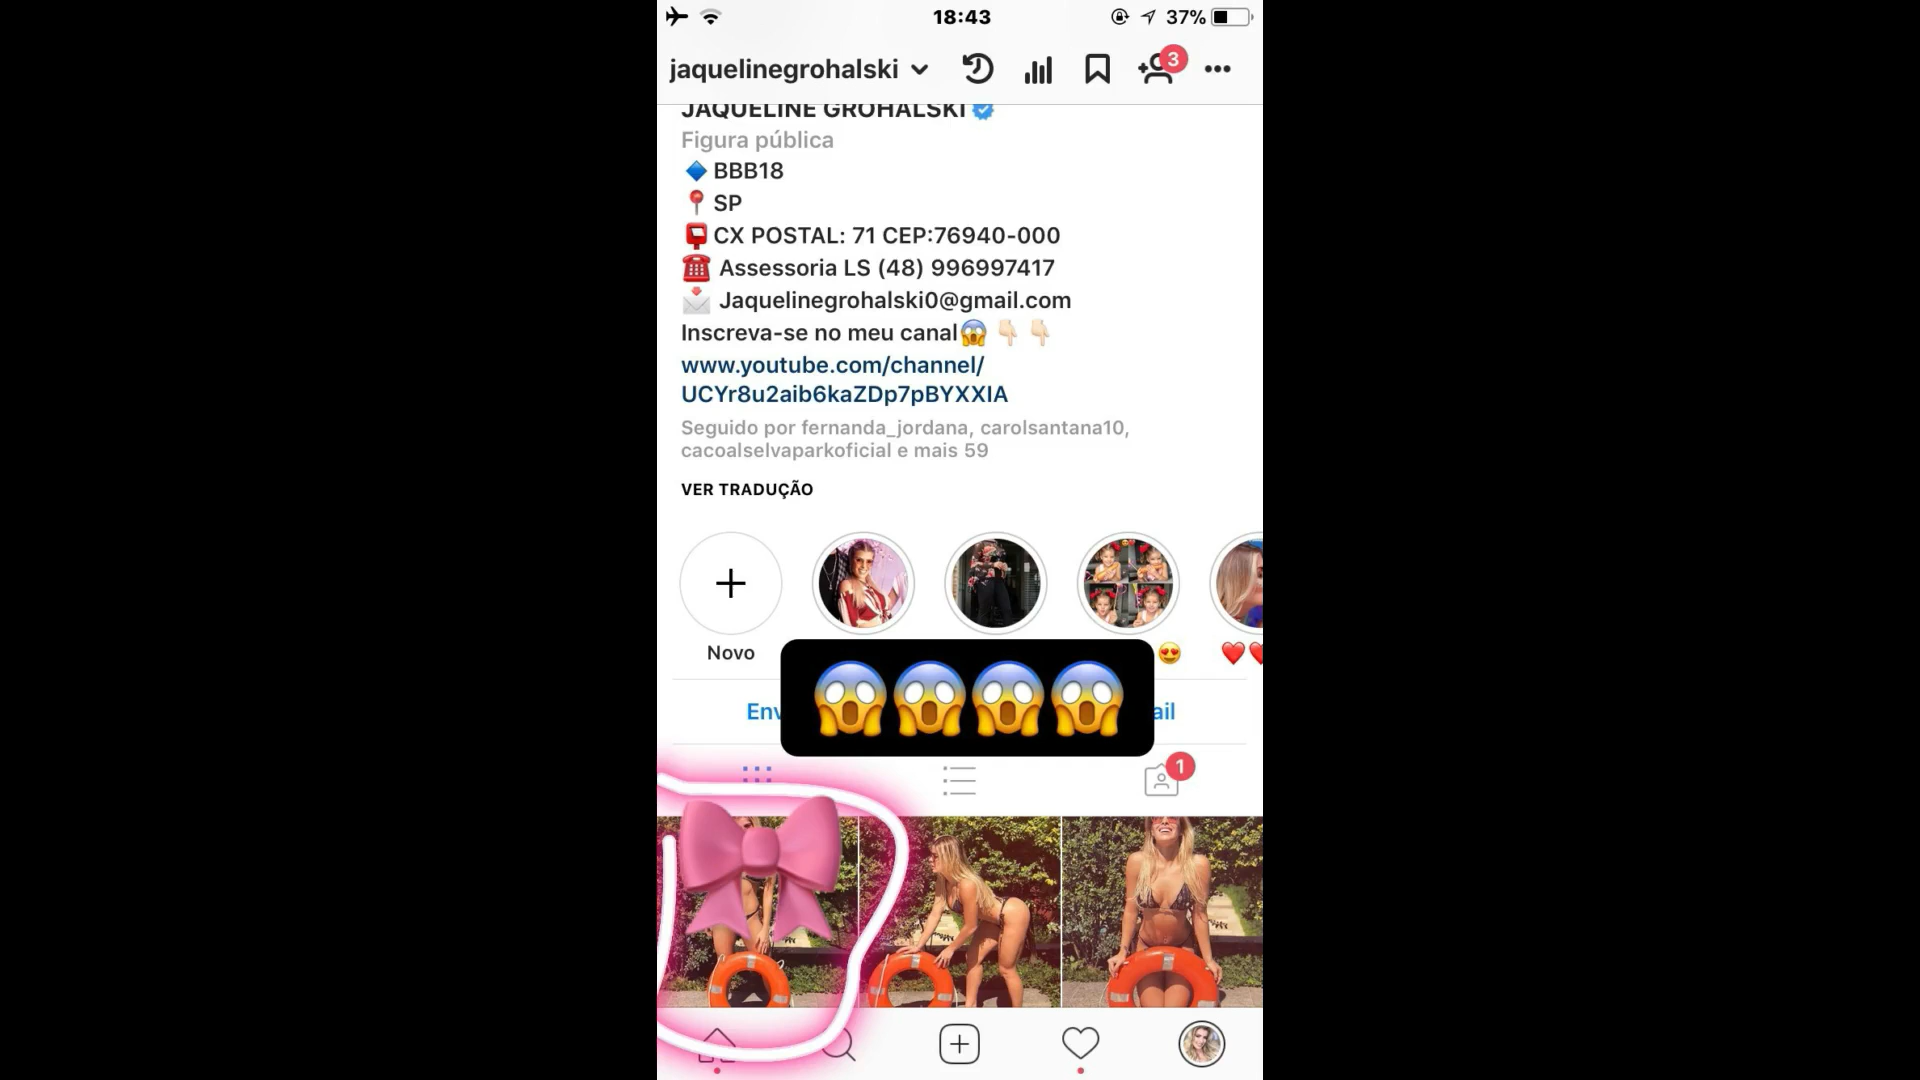 18:43
37%
jaquelinegrohalski
3
JAQUELINE GROHALSKI
Figura pública
BBB18
SP
CX POSTAL: 71 CEP:76940-000
Assessoria LS (48) 996997417
Jaquelinegrohalski0@gmail.com
Inscreva-se no meu canal
www.youtube.com/channel/
UCYr8u2aib6kaZDp7pBYXXIA
Seguido por fernanda_jordana, carolsantana10,
cacoalselvaparkoficial e mais 59
VER TRADUÇÃO
Novo
Env
ail
1